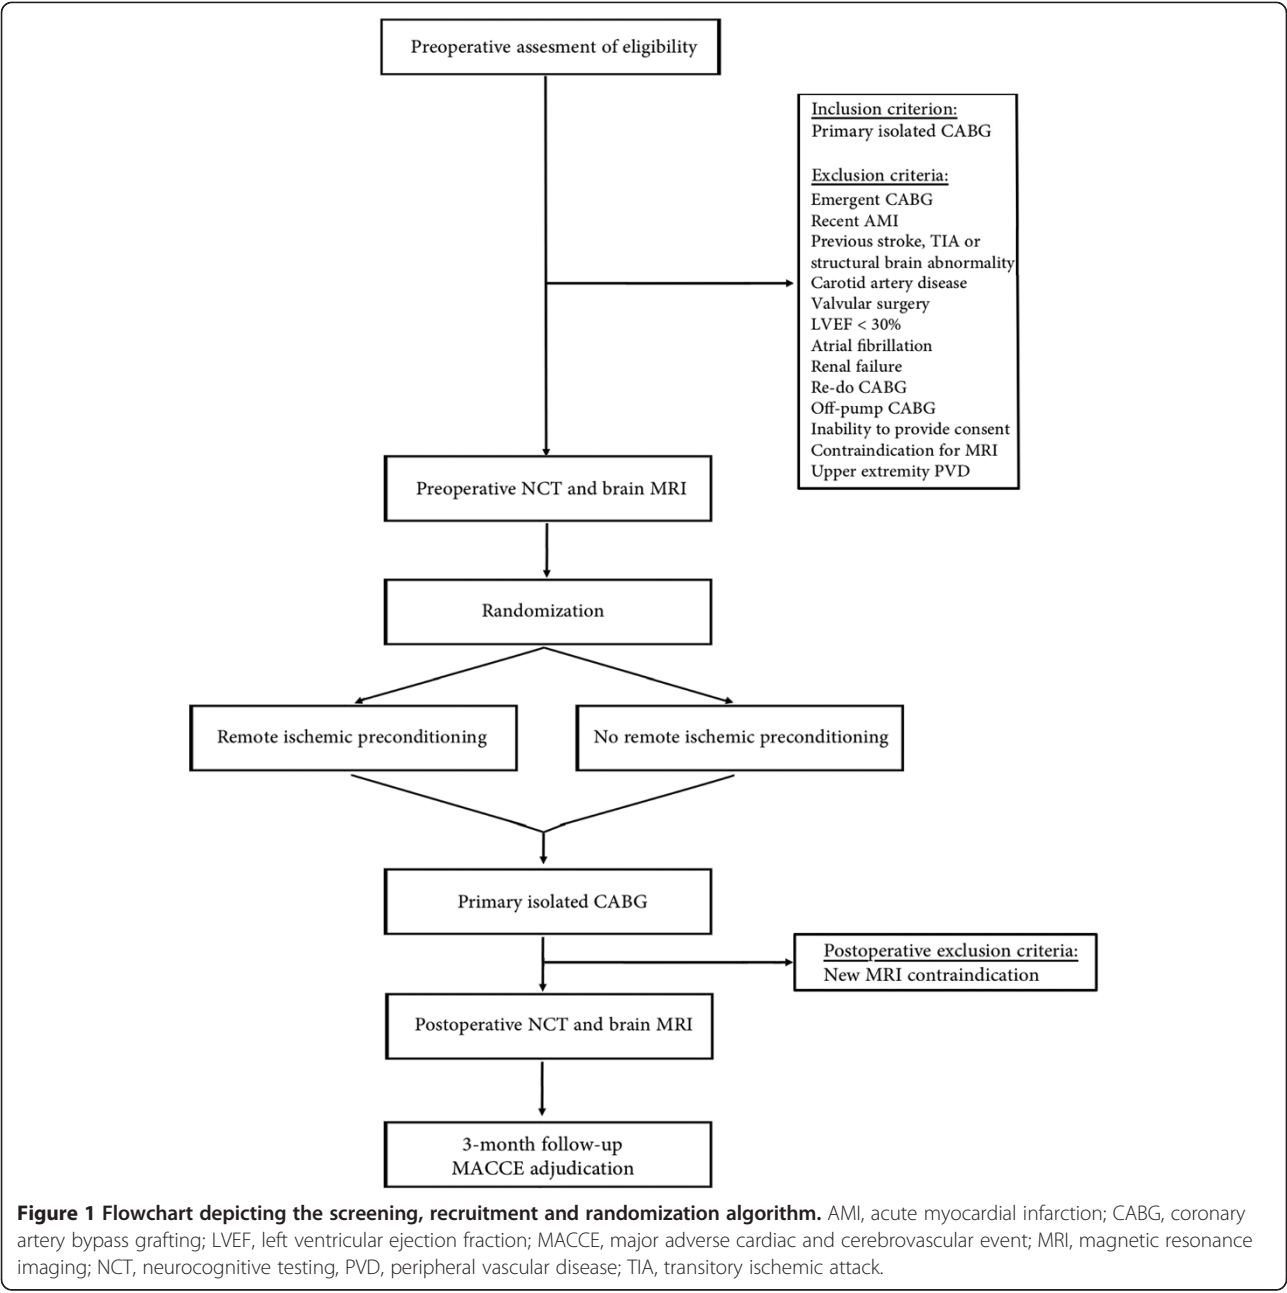 Preoperative assesment of eligibility
Inclusion criterion:
Primary isolated CABG
Exclusion criteria:
Emergent CABG
Recent AMI
Previous stroke, TIA or
structural brain abnormality
Carotid artery disease
Valvular surgery
LVEF < 30%
Atrial fibrillation
Renal failure
Re-do CABG
Off-pump CABG
Inability to provide consent
Contraindication for MRI
Upper extremity PVD
Preoperative NCT and brain MRI
Randomization
Remote ischemic preconditioning
No remote ischemic preconditioning
Primary isolated CABG
Postoperative exclusion criteria:
New MRI contraindication
Postoperative NCT and brain MRI
3-month follow-up
MACCE adjudication
Figure 1 Flowchart depicting the screening, recruitment and randomization algorithm. AMI, acute myocardial infarction; CABG, coronary
artery bypass grafting; LVEF, left ventricular ejection fraction; MACCE, major adverse cardiac and cerebrovascular event; MRI, magnetic resonance
imaging; NCT, neurocognitive testing, PVD, peripheral vascular disease; TIA, transitory ischemic attack.